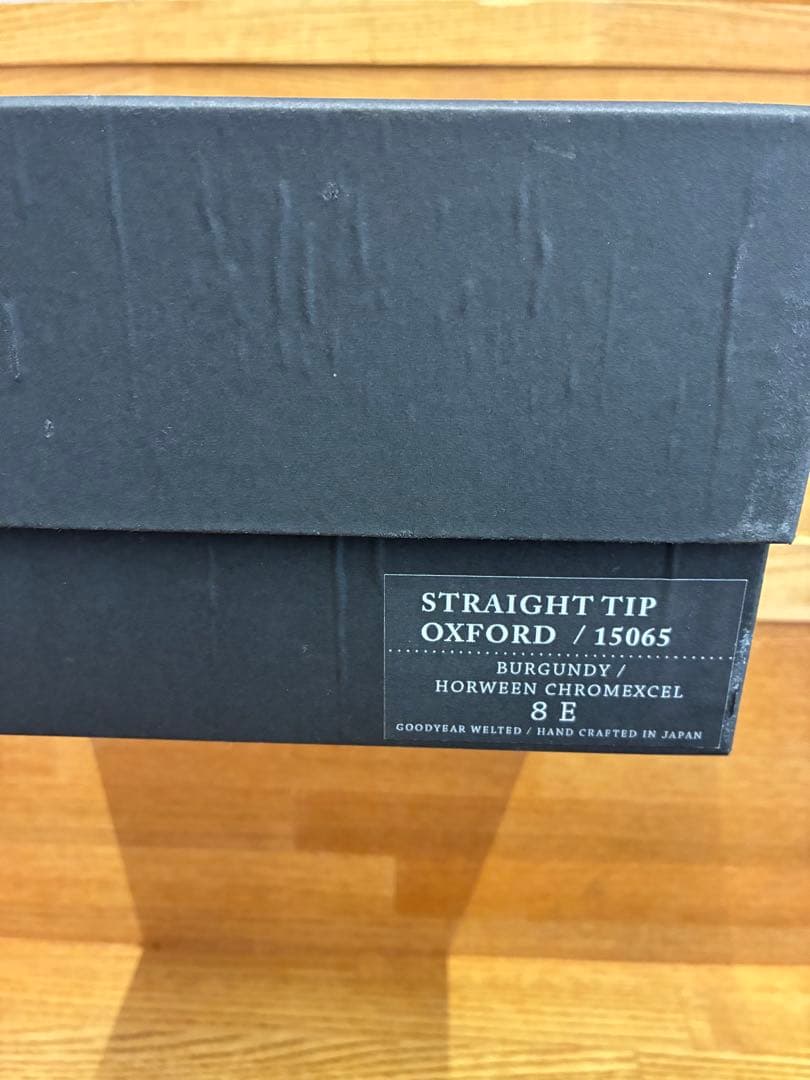 STRAIGHT TIP
OXFORD / 15065
BURGUNDY /
HORWEEN CHROMEXCEL
8 E
GOODYEAR WELTED / HAND CRAFTED IN JAPAN